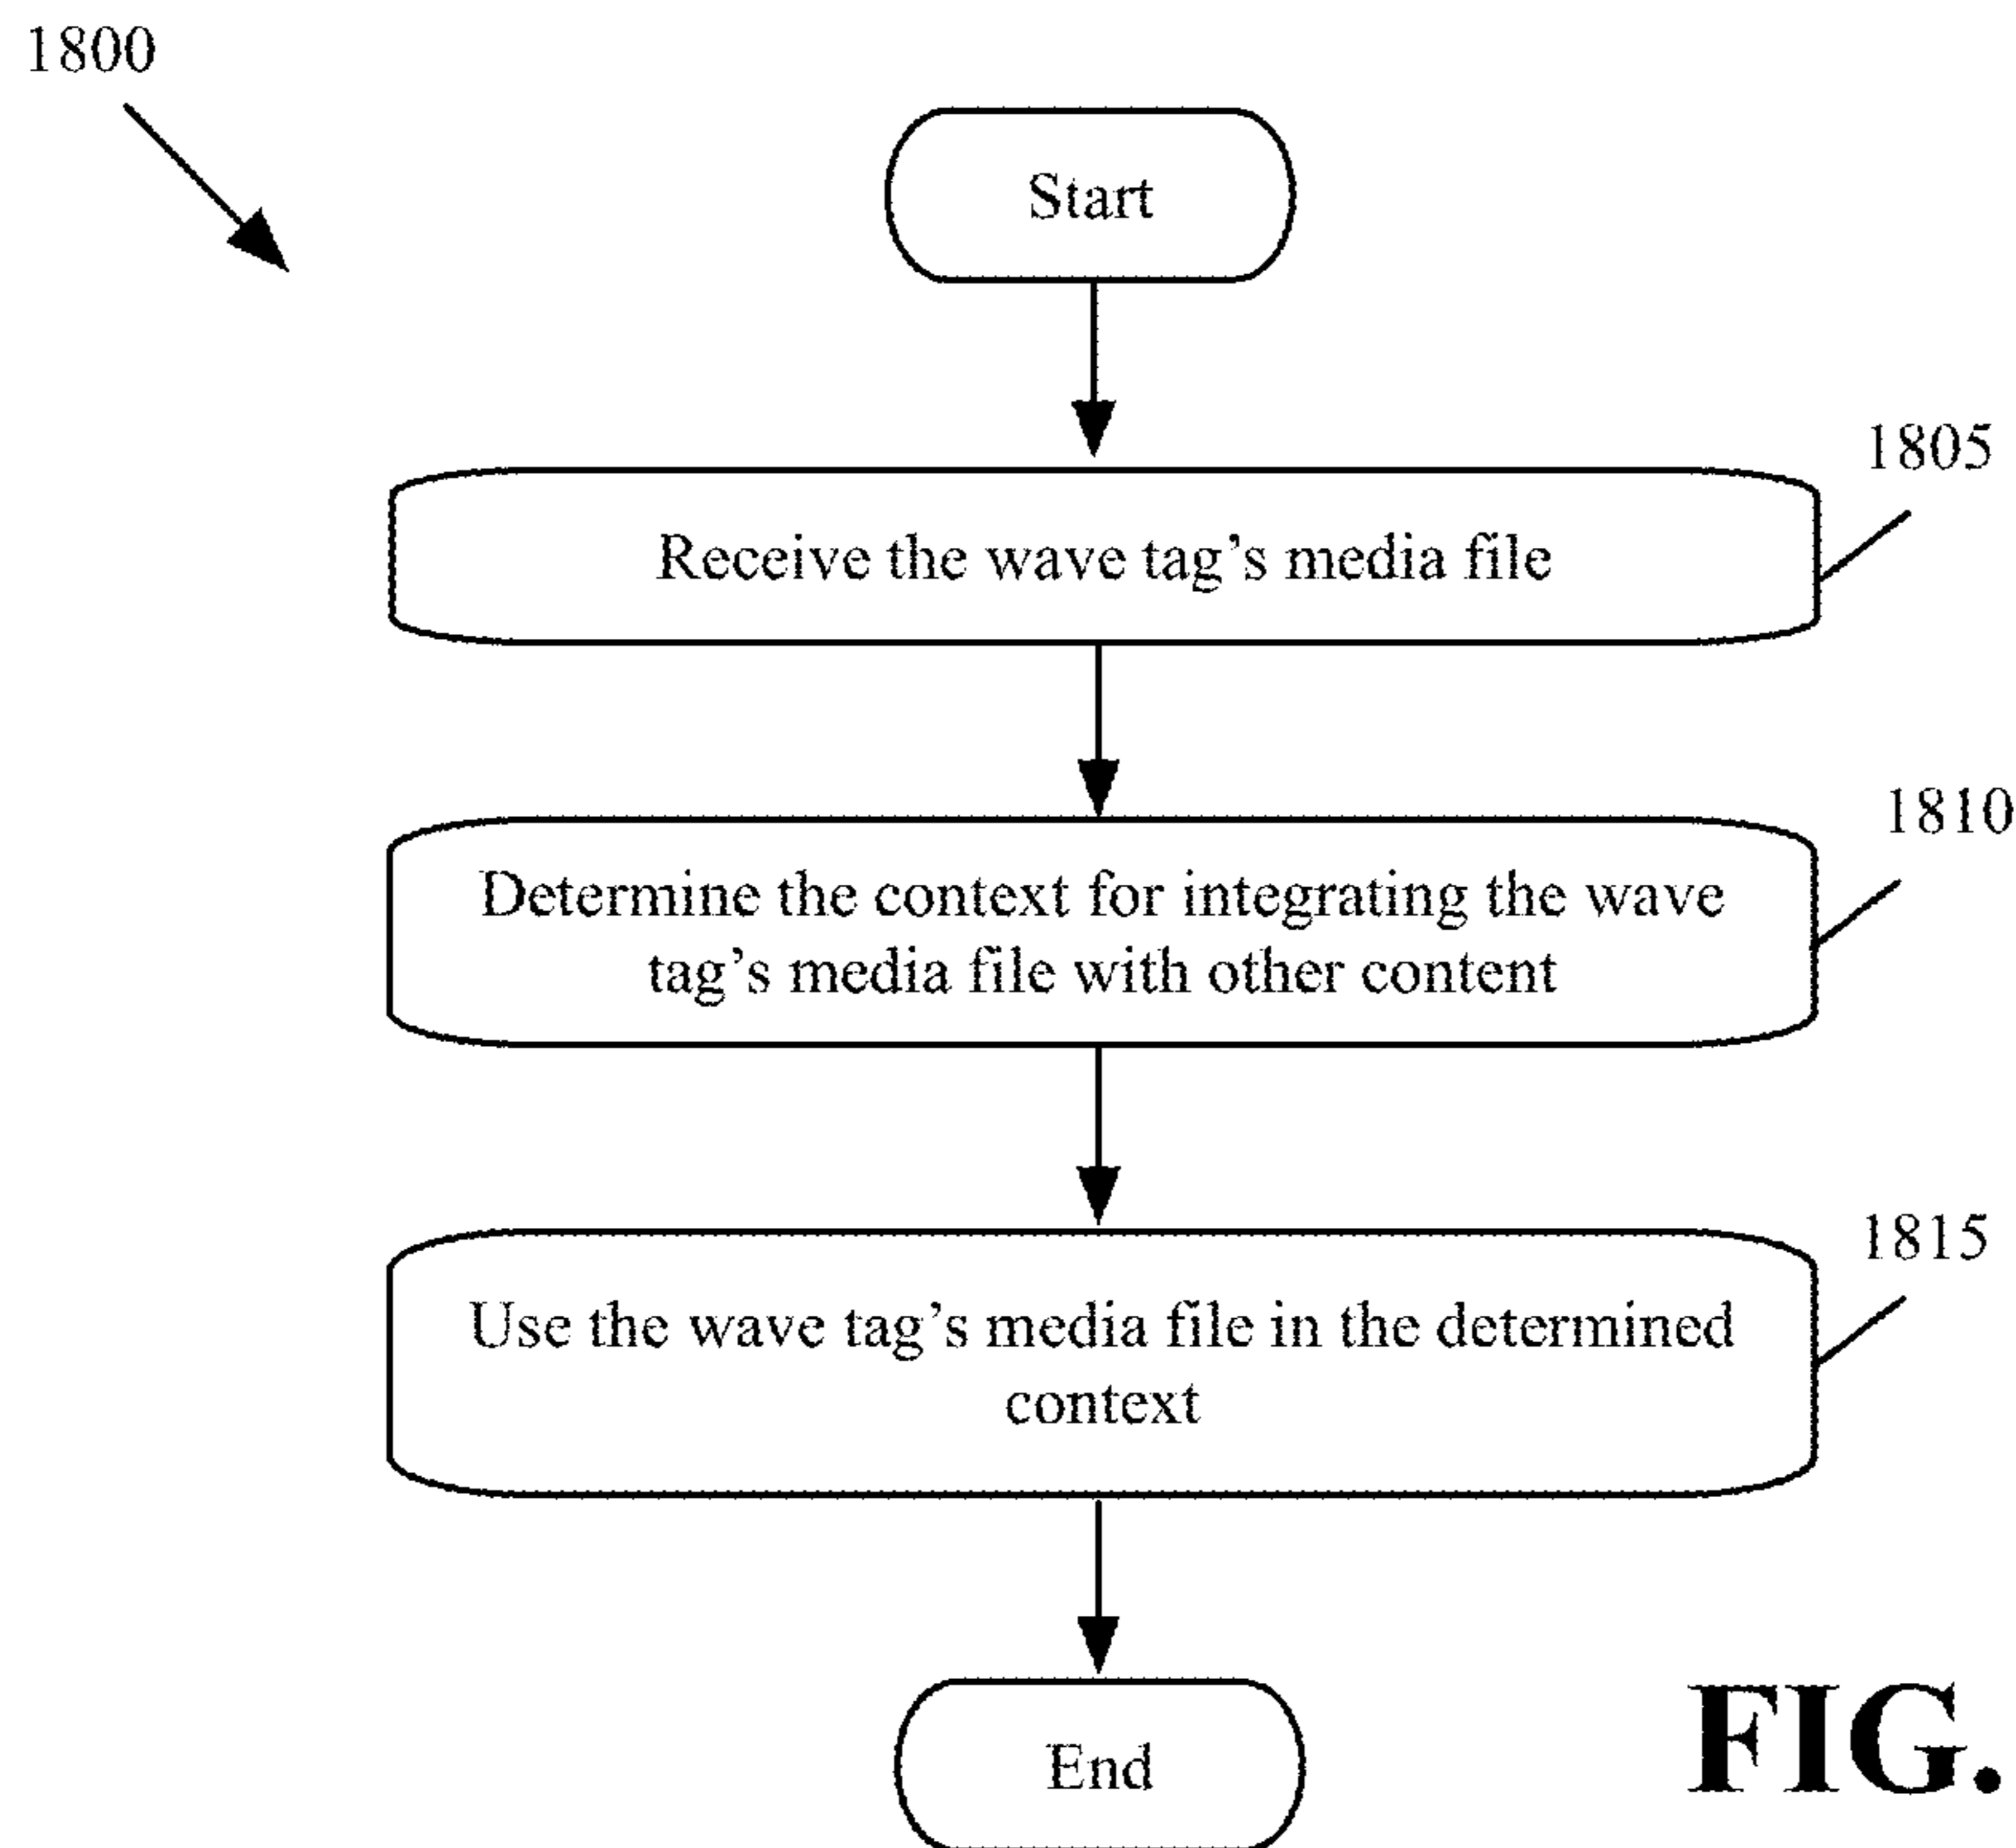 1800
Start
1805
Receive the wave tag’s media file
1810
Determine the context for integrating the wave
tag’s media file with other content
1815
Use the wave tag’s media file in the determined
context
End
FIG.